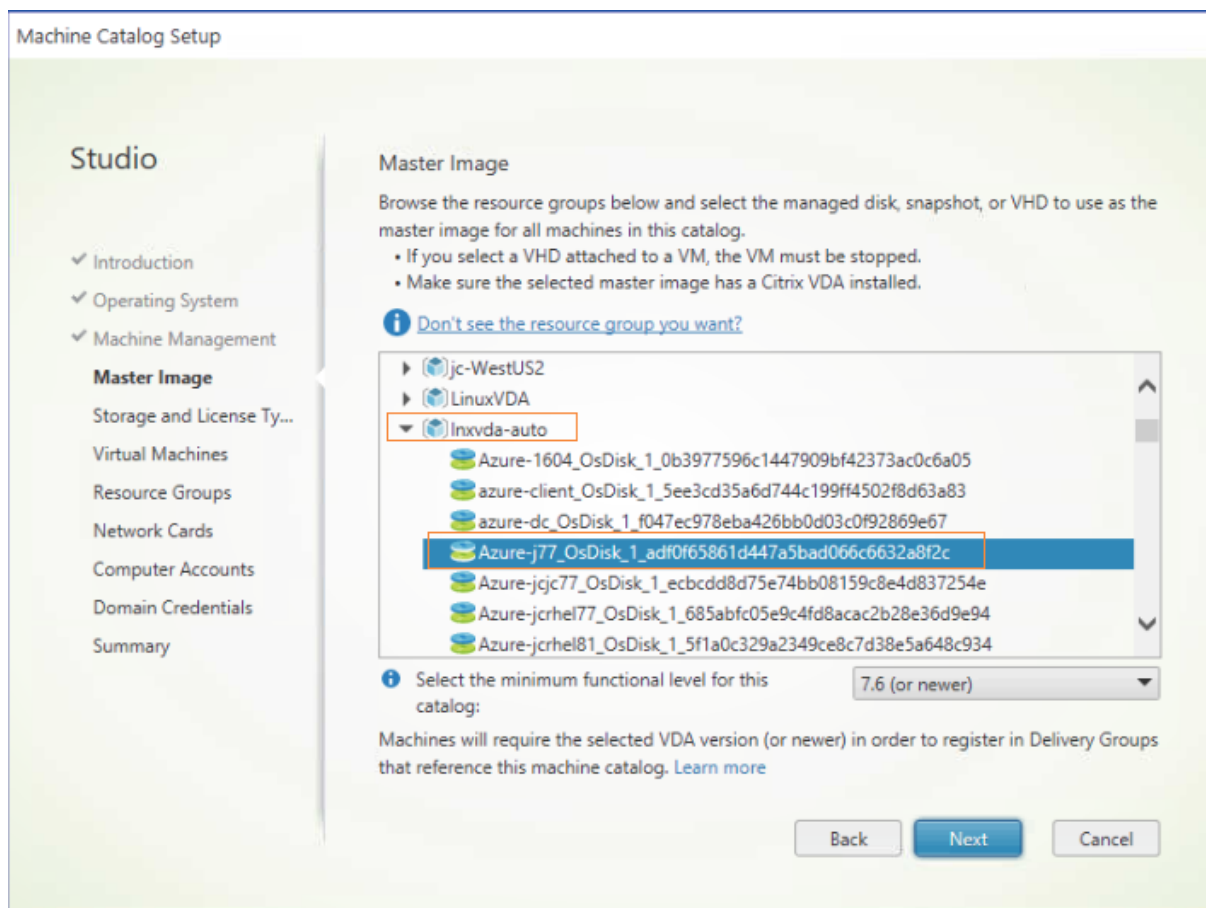 Machine Catalog Setup
Studio
Introduction
Operating System
Machine Management
Master Image
Storage and License Ty...
Virtual Machines
Resource Groups
Network Cards
Computer Accounts
Domain Credentials
Summary
Master Image
Browse the resource groups below and select the managed disk, snapshot, or VHD to use as the
master image for all machines in this catalog.
• If you select a VHD attached to a VM, the VM must be stopped.
• Make sure the selected master image has a Citrix VDA installed.
Don't see the resource group you want?
jc-WestUS2
LinuxVDA
lnxvda-auto
Azure-1604_OsDisk_1_0b3977596c1447909bf42373ac0c6a05
azure-client_OsDisk_1_5ee3cd35a6d744c199ff4502f8d63a83
azure-dc_OsDisk_1_f047ec978eba426bb0d03c0f92869e67
Azure-j77_OsDisk_1_adf0f65861d447a5bad066c6632a8f2c
Azure-jcjc77_OsDisk_1_ecbcdd8d75e74bb08159c8e4d837254e
Azure-jcrhel77_OsDisk_1_685abfc05e9c4fd8acac2b28e36d9e94
Azure-jcrhel81_OsDisk_1_5f1a0c329a2349ce8c7d38e5a648c934
Select the minimum functional level for this
catalog:
7.6 (or newer)
Machines will require the selected VDA version (or newer) in order to register in Delivery Groups
that reference this machine catalog. Learn more
Back
Next
Cancel